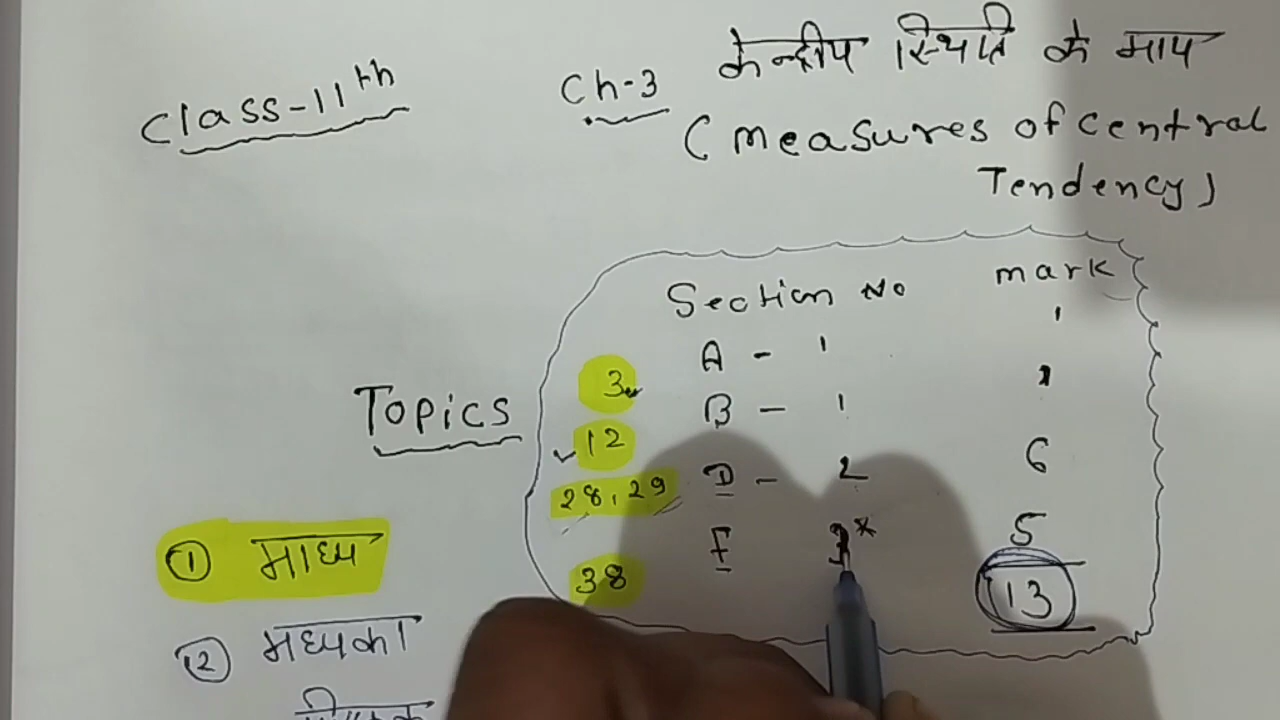 Class-11th
Ch-3 केन्द्रीय स्थिति के माप
(Measures of central
Tendency)
Section No mark
1
3 A - 1
1
12 B - 1
28, 29 D - 2 6
F * 5
38 13
Topics
① माध्य
② मध्यका